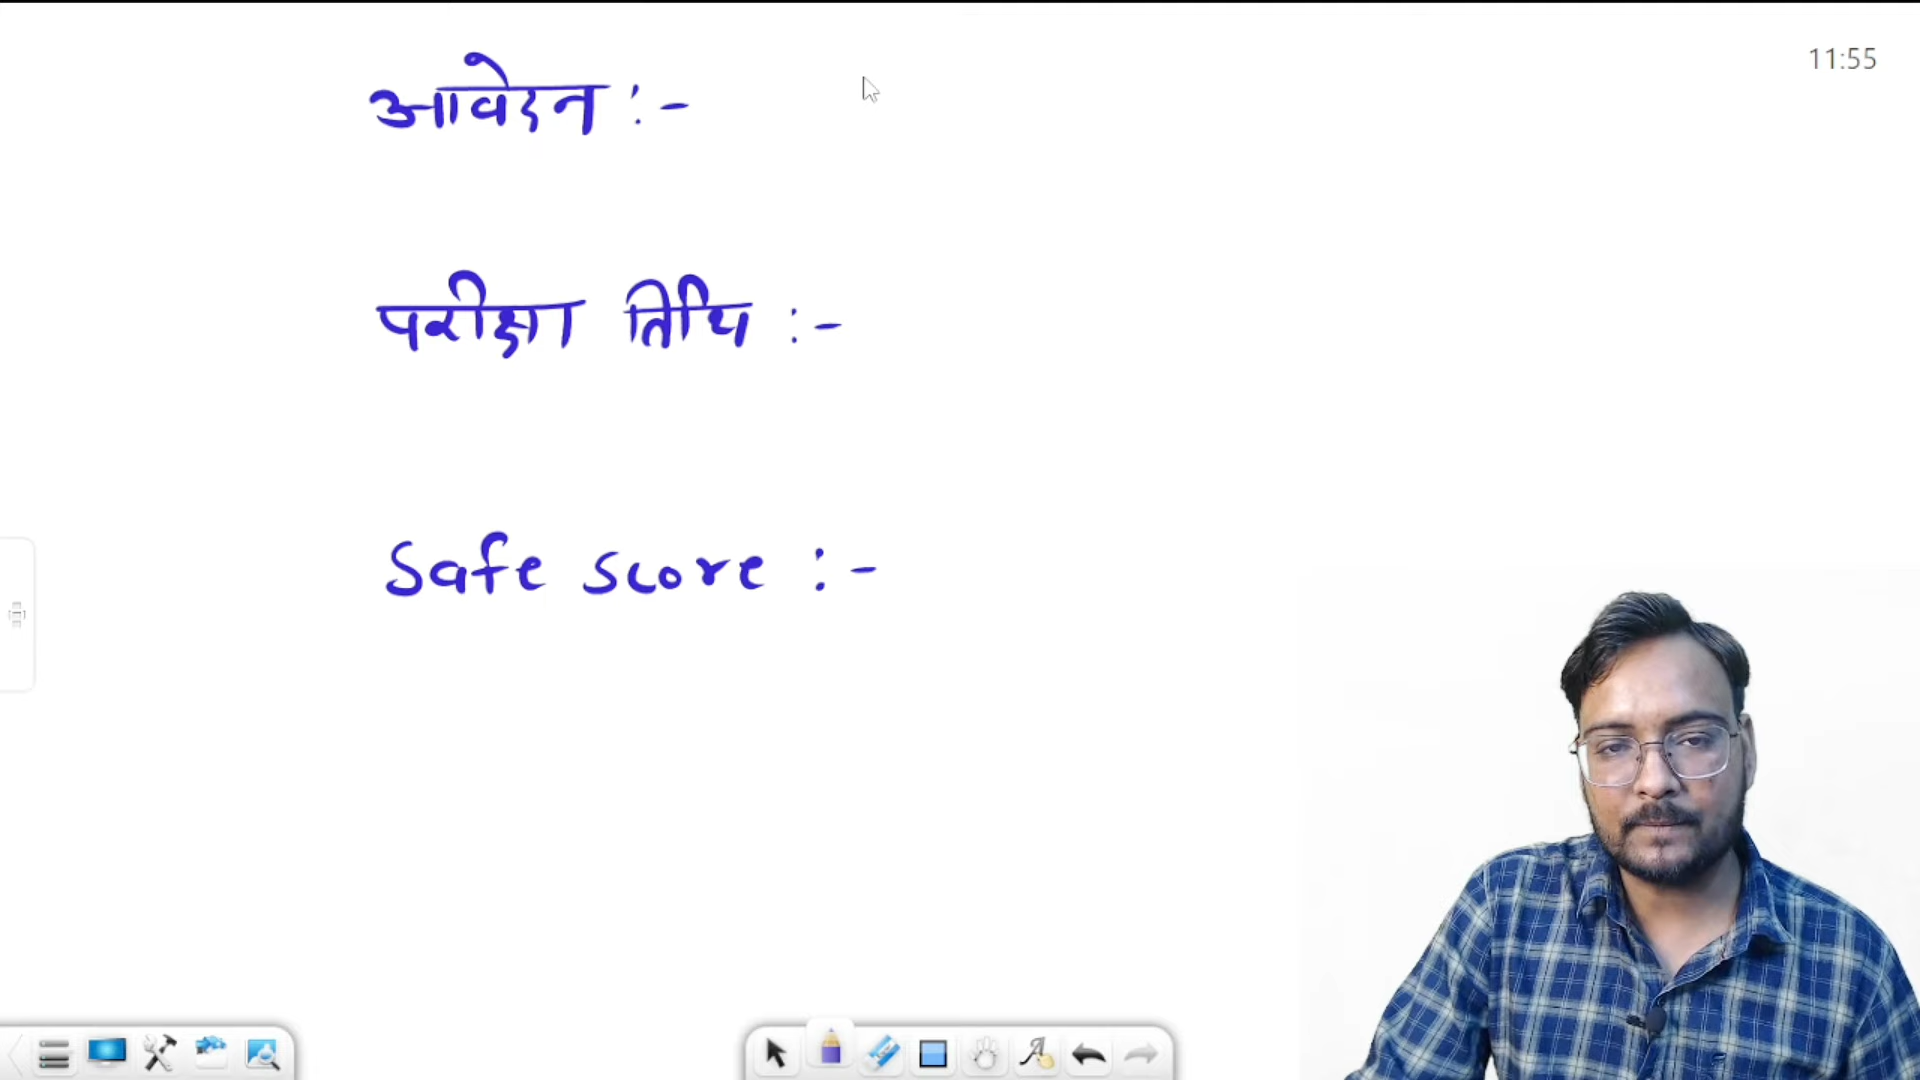 11:55
आवेदन :-
परीक्षा तिथि :-
Safe score :-